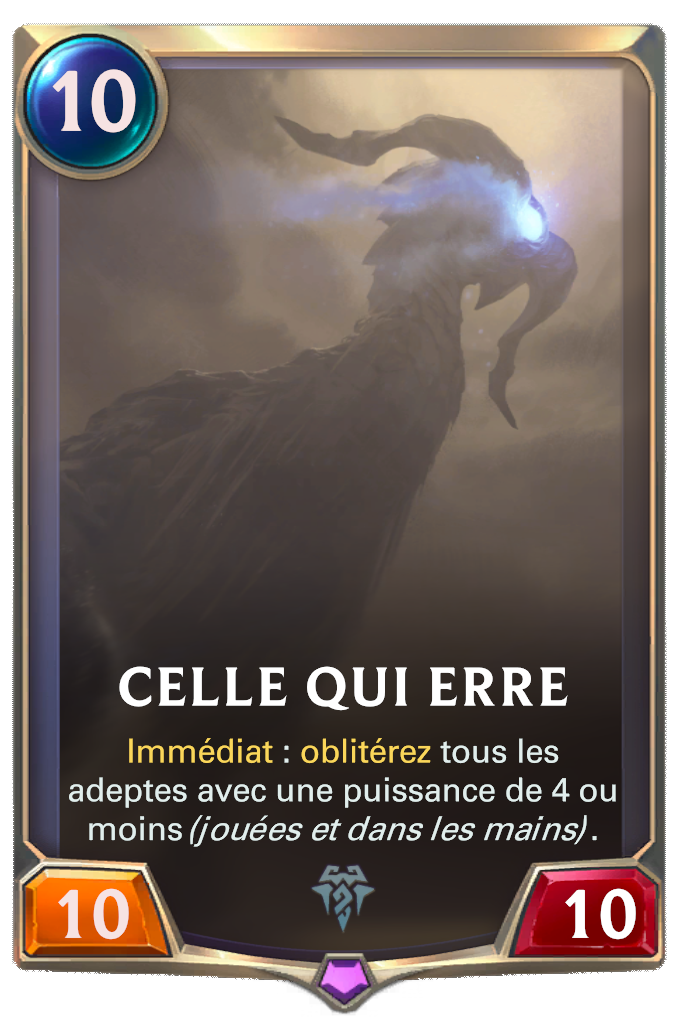 10
CELLE QUI ERRE
Immédiat : oblitérez tous les
adeptes avec une puissance de 4 ou
moins (jouées et dans les mains).
10
10